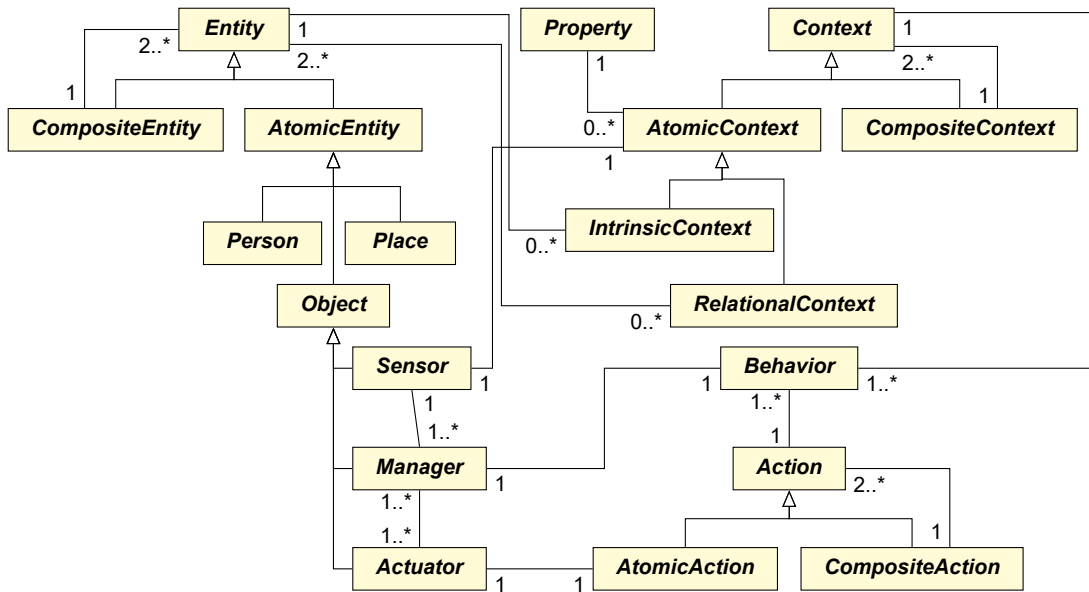 Entity
1
Property
Context
1
2..*
2..*
1
2..*
1
0..*
1
CompositeEntity
AtomicEntity
AtomicContext
CompositeContext
1
Person
Place
IntrinsicContext
0..*
Object
RelationalContext
0..*
Sensor
1
1
Behavior
1..*
1
1..*
1..*
1
Manager
1
Action
1..*
2..*
1..*
1
Actuator
1
1
AtomicAction
CompositeAction